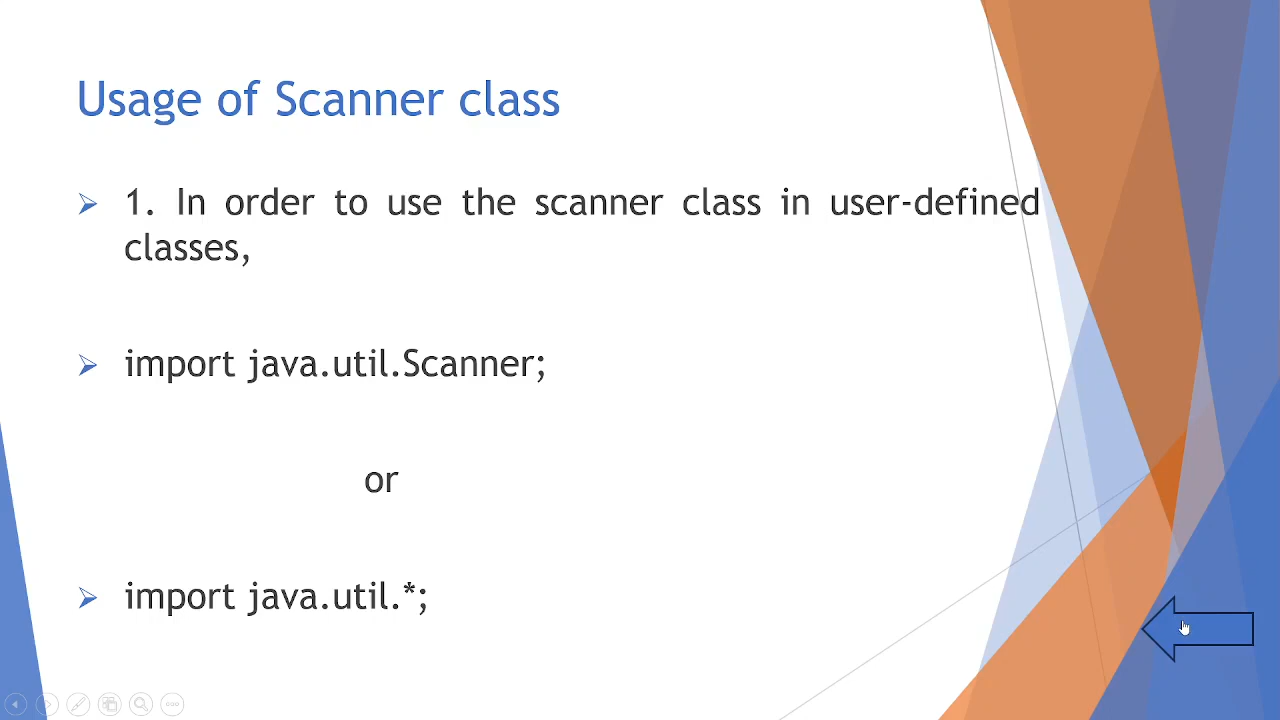 Usage of Scanner class
1. In order to use the scanner class in user-defined
classes,
import java.util.Scanner;
or
import java.util.*;